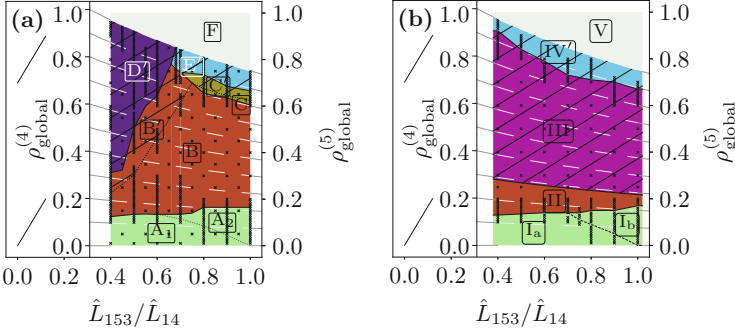 (a)
F
1.0
0.8
0.6
0.4
0.2
0.0
ρ^{(4)}_{global}
D′
E′
C′
C
B
B
A₁
A₂
1.0
0.8
0.6
0.4
0.2
0.0
ρ^{(5)}_{global}
0.0 0.2 0.4 0.6 0.8 1.0
L̂₁₅₃/L̂₁₄
(b)
V
1.0
0.8
0.6
0.4
0.2
0.0
ρ^{(4)}_{global}
IV′
III
II
I_a
I_b
1.0
0.8
0.6
0.4
0.2
0.0
ρ^{(5)}_{global}
0.0 0.2 0.4 0.6 0.8 1.0
L̂₁₅₃/L̂₁₄